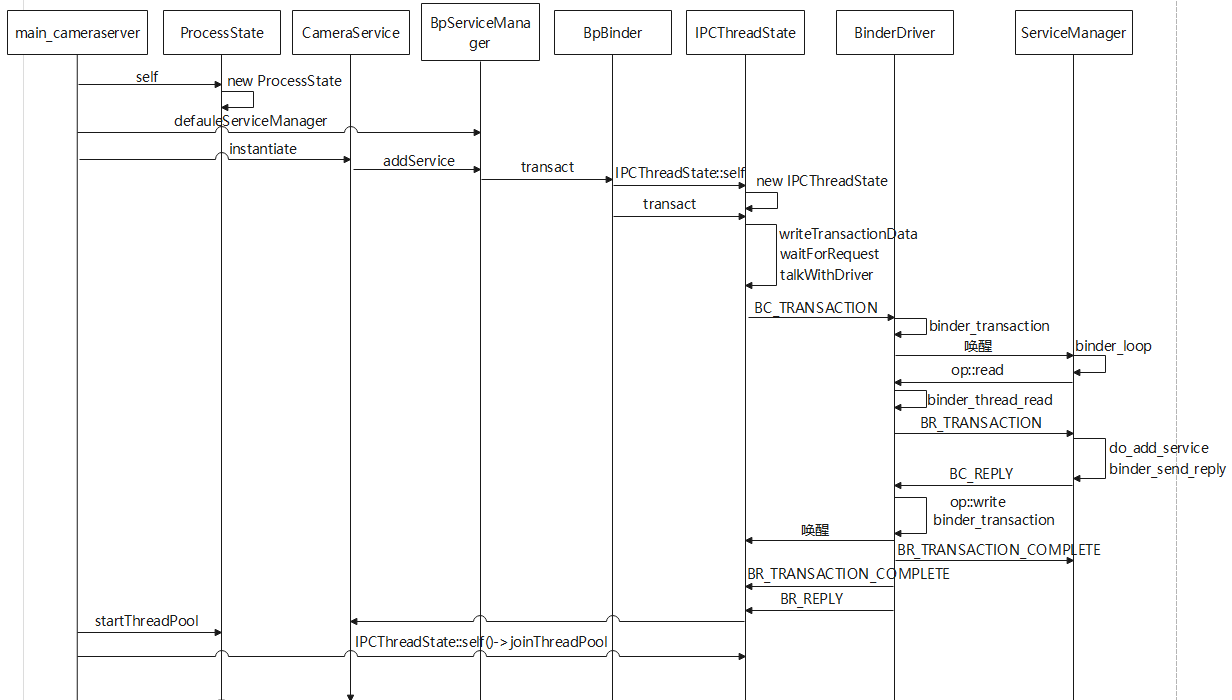 main_cameraserver
ProcessState
CameraService
BpServiceMana
ger
BpBinder
IPCThreadState
BinderDriver
ServiceManager
self
new ProcessState
defauleServiceManager
instantiate
addService
transact
IPCThreadState::self
new IPCThreadState
transact
writeTransactionData
waitForRequest
talkWithDriver
BC_TRANSACTION
binder_transaction
唤醒
binder_loop
op::read
binder_thread_read
BR_TRANSACTION
do_add_service
binder_send_reply
BC_REPLY
op::write
binder_transaction
唤醒
BR_TRANSACTION_COMPLETE
BR_TRANSACTION_COMPLETE
BR_REPLY
startThreadPool
IPCThreadState::self()->joinThreadPool